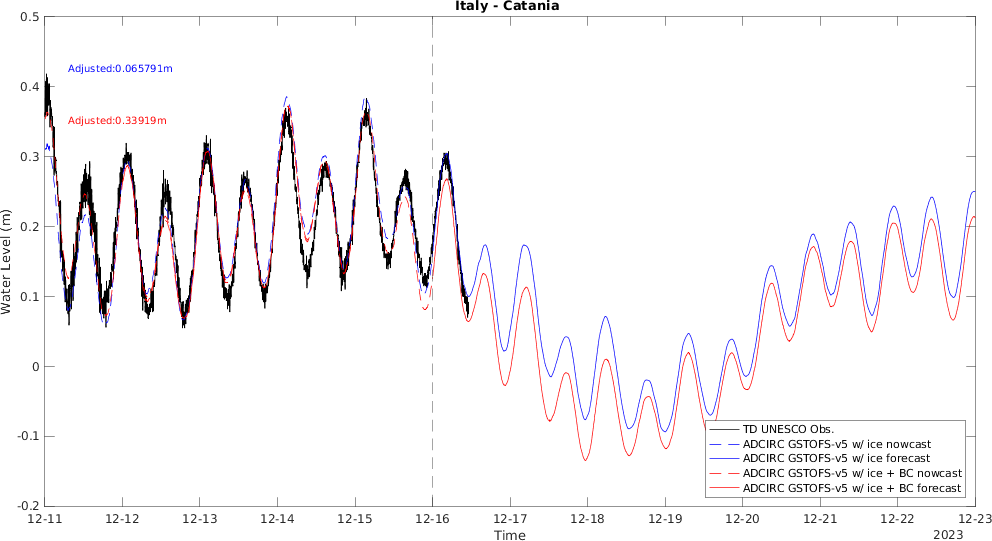 Italy - Catania
0.5
0.4
0.3
0.2
0.1
0
-0.1
-0.2
Water Level (m)
Adjusted:0.065791m
Adjusted:0.33919m
TD UNESCO Obs.
ADCIRC GSTOFS-v5 w/ ice nowcast
ADCIRC GSTOFS-v5 w/ ice forecast
ADCIRC GSTOFS-v5 w/ ice + BC nowcast
ADCIRC GSTOFS-v5 w/ ice + BC forecast
12-11 12-12 12-13 12-14 12-15 12-16 12-17 12-18 12-19 12-20 12-21 12-22 12-23
Time
2023